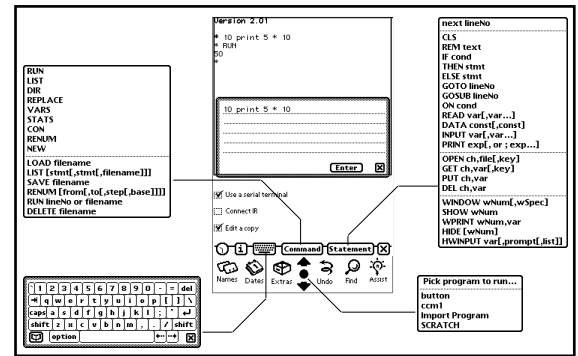 Version 2.01
* 10 print 5 * 10
* RUN
50
*
10 print 5 * 10
Enter
Use a serial terminal
Connect IR
Edit a copy
Command
Statement
Names
Dates
Extras
Undo
Find
Assist
RUN
LIST
DIR
REPLACE
VARS
STATS
CON
RENUM
NEW
LOAD filename
LIST [stmt[,stmt[,filename]]]
SAVE filename
RENUM [from[,to[,step[,base]]]]
RUN lineNo or filename
DELETE filename
` 1 2 3 4 5 6 7 8 9 0 - = del
q w e r t y u i o p [ ] \
caps a s d f g h j k l ; '
shift z x c v b n m , . / shift
option
next lineNo
CLS
REM text
IF cond
THEN stmt
ELSE stmt
GOTO lineNo
GOSUB lineNo
ON cond
READ var[,var...]
DATA const[,const]
INPUT var[,var...]
PRINT exp[, or ; exp...]
OPEN ch,file[,key]
GET ch,var[,key]
PUT ch,var
DEL ch,var
WINDOW wNum[,wSpec]
SHOW wNum
WPRINT wNum,var
HIDE [wNum]
HWINPUT var[,prompt[,list]]
Pick program to run...
button
ccm1
Import Program
SCRATCH